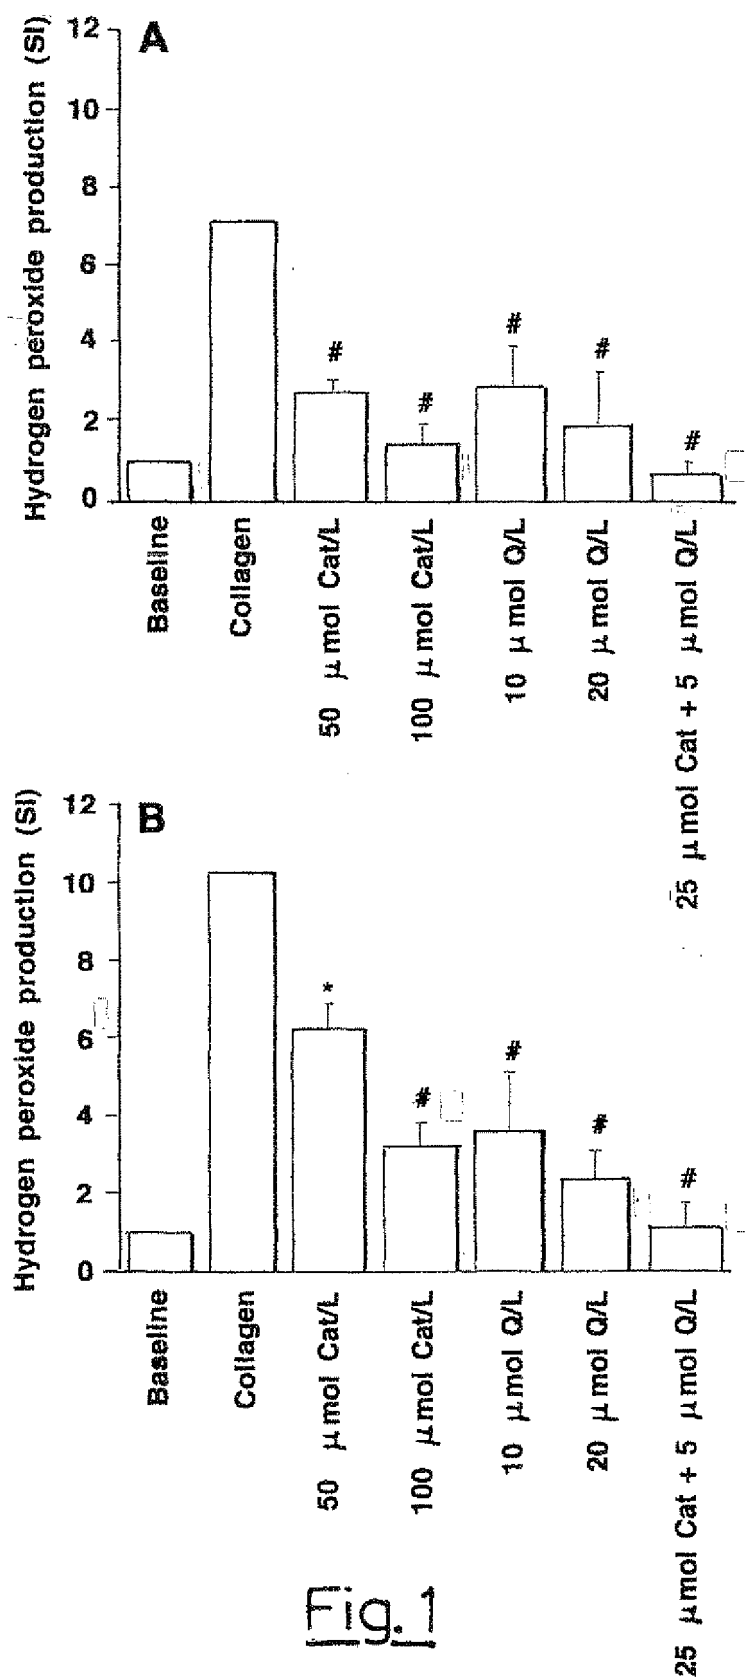 Hydrogen peroxide production (SI)
A
12
10
8
6
4
2
0
#
#
#
#
#
Baseline
Collagen
50 μ mol Cat/L
100 μ mol Cat/L
10 μ mol Q/L
20 μ mol Q/L
25 μ mol Cat + 5 μ mol Q/L
Hydrogen peroxide production (SI)
B
12
10
8
6
4
2
0
*
#
#
#
#
Baseline
Collagen
50 μ mol Cat/L
100 μ mol Cat/L
10 μ mol Q/L
20 μ mol Q/L
25 μ mol Cat + 5 μ mol Q/L
Fig. 1